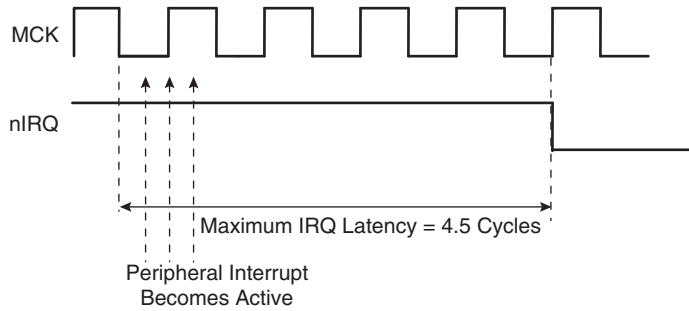 MCK
nIRQ
Maximum IRQ Latency = 4.5 Cycles
Peripheral Interrupt
Becomes Active